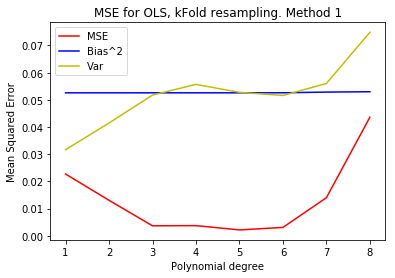 MSE for OLS, kFold resampling. Method 1
MSE
Bias^2
Var
Mean Squared Error
0.07
0.06
0.05
0.04
0.03
0.02
0.01
0.00
1 2 3 4 5 6 7 8
Polynomial degree